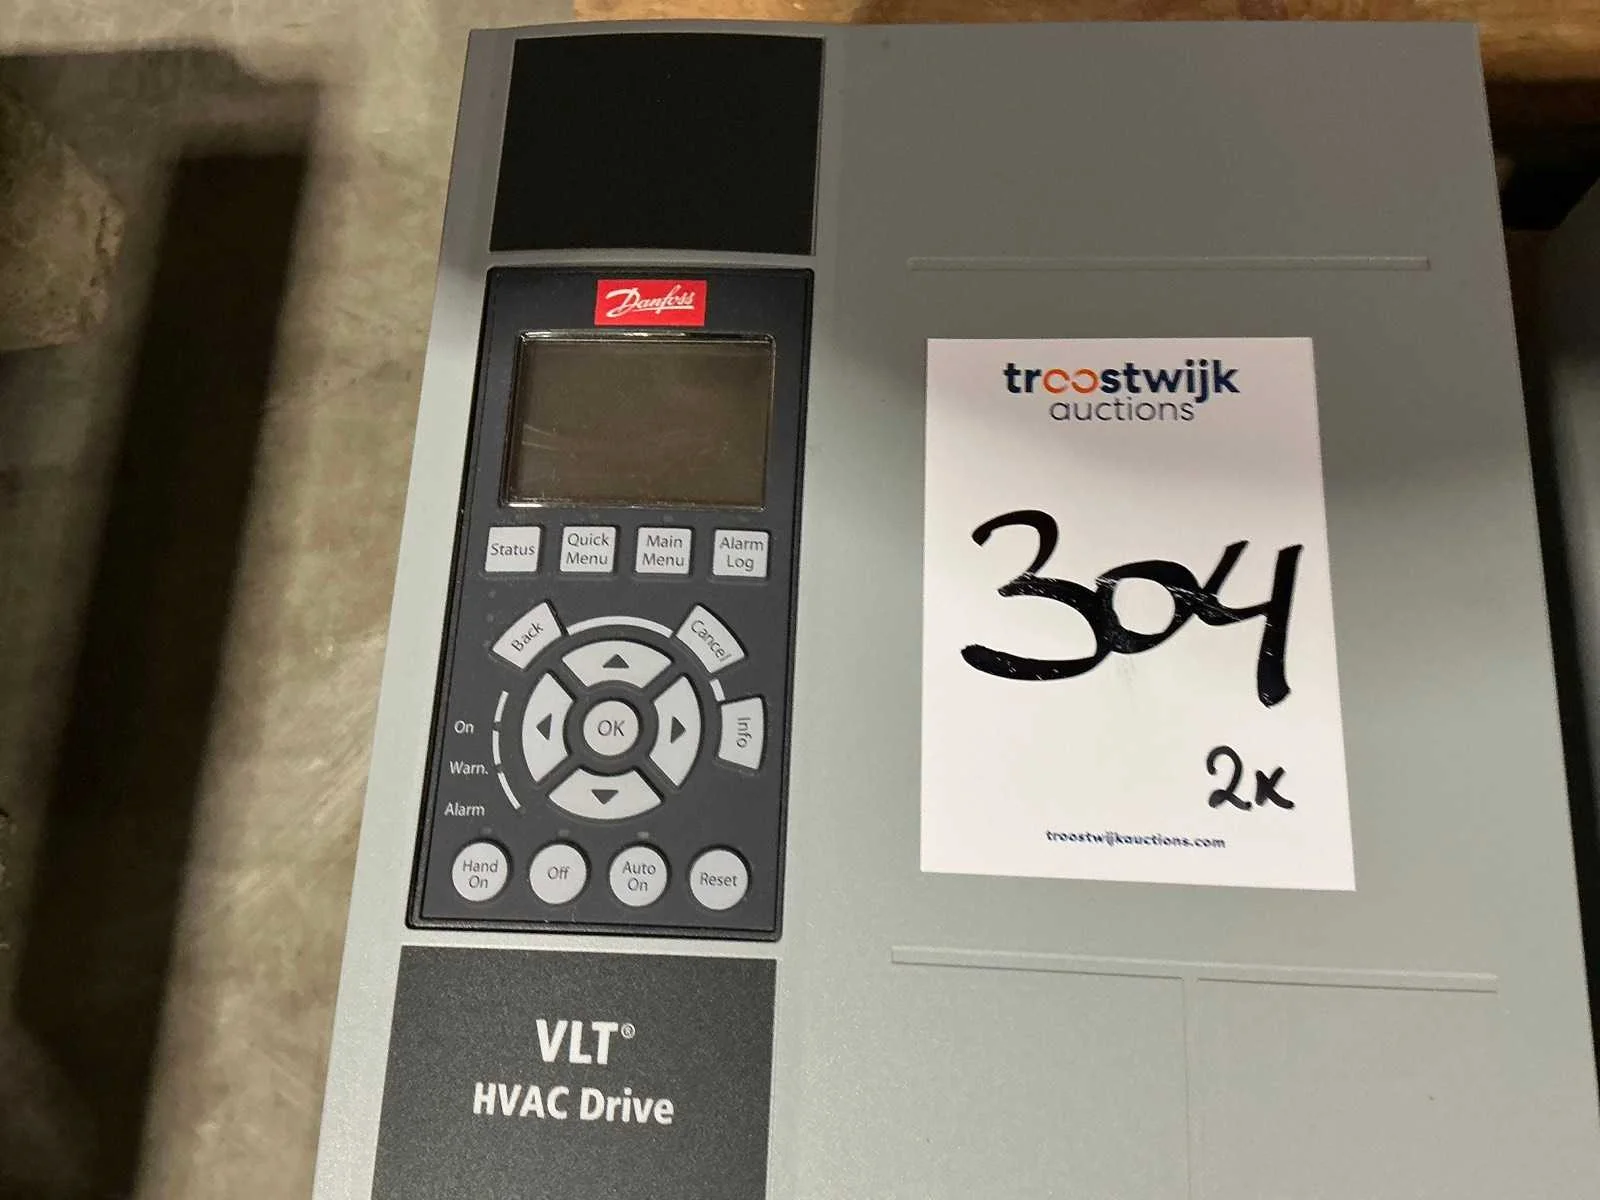 Danfoss
troostwijk
auctions
304
2x
troostwijkauctions.com
Status
Quick
Menu
Main
Menu
Alarm
Log
Back
Cancel
Info
OK
On
Warn.
Alarm
Hand
On
Off
Auto
On
Reset
VLT®
HVAC Drive